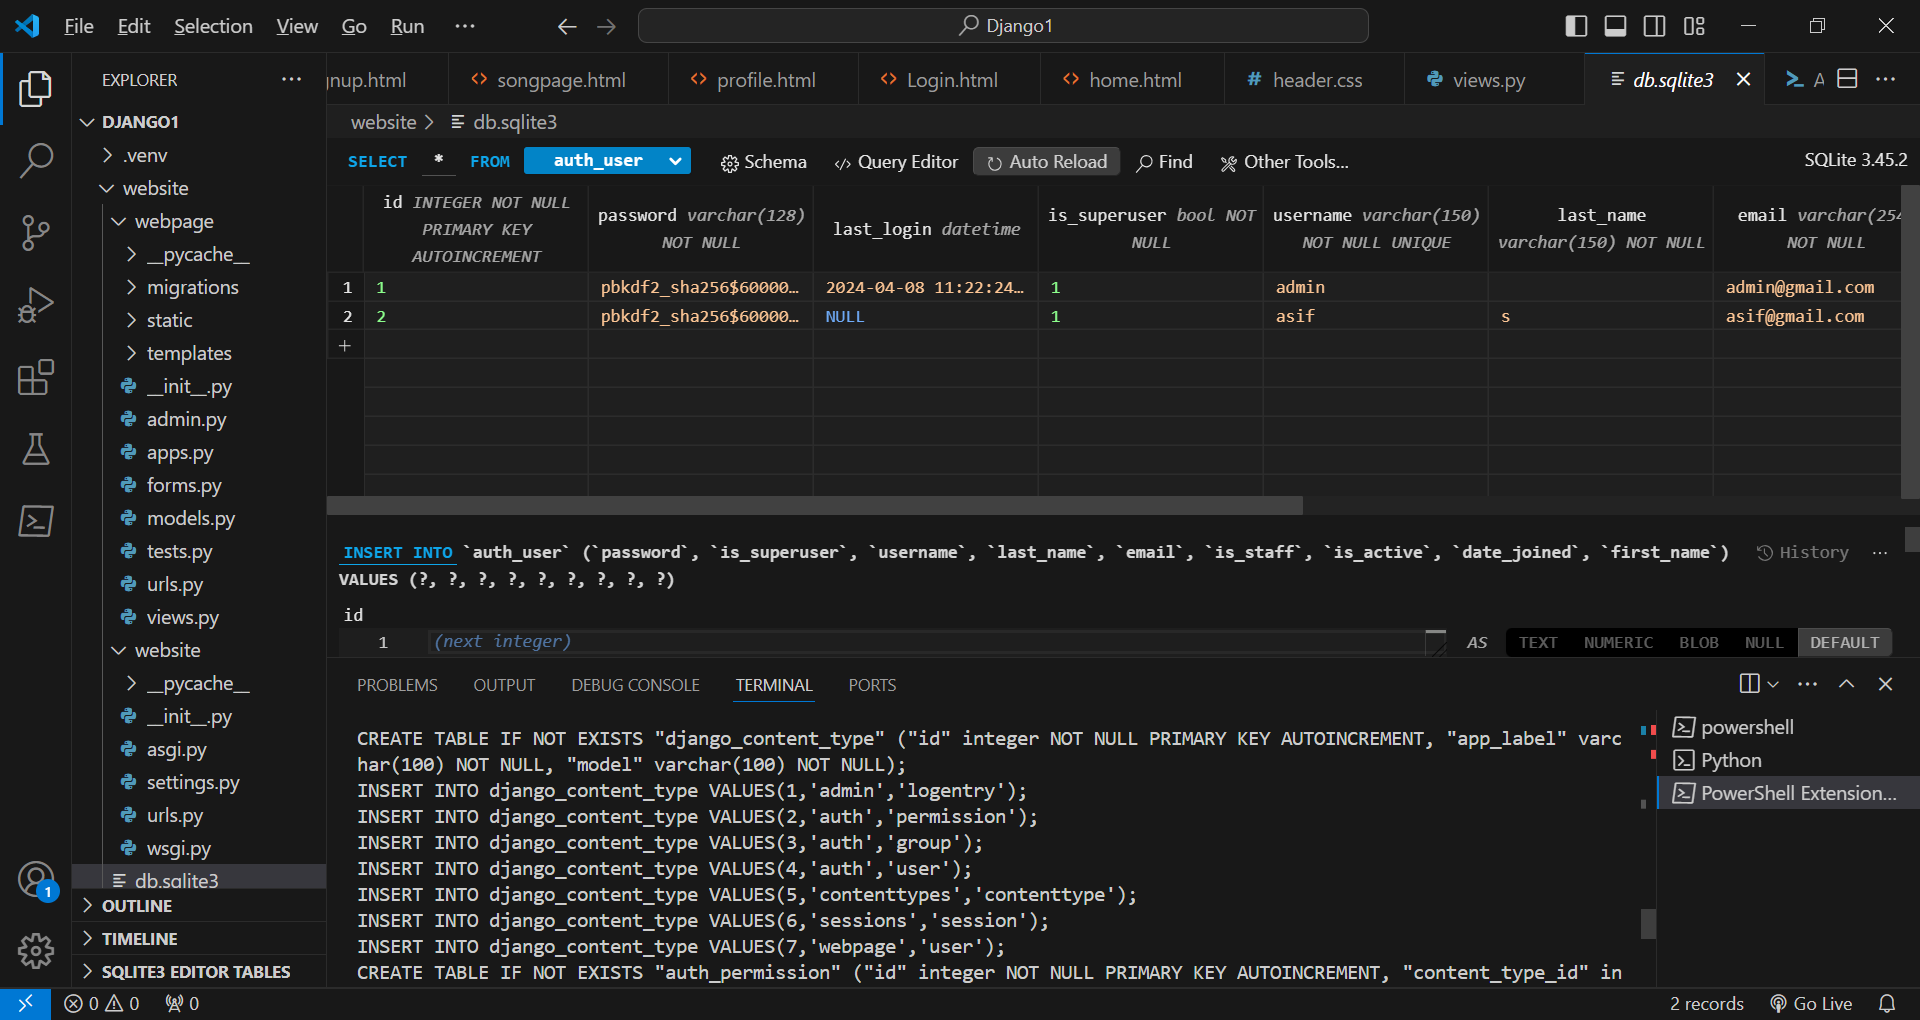 File Edit Selection View Go Run ··· Django1
EXPLORER ···
nup.html songpage.html profile.html Login.html home.html # header.css views.py db.sqlite3 A ···
website > db.sqlite3
SELECT * FROM auth_user Schema Query Editor Auto Reload Find Other Tools... SQLite 3.45.2
id INTEGER NOT NULL PRIMARY KEY AUTOINCREMENT
password varchar(128) NOT NULL
last_login datetime
is_superuser bool NOT NULL
username varchar(150) NOT NULL UNIQUE
last_name varchar(150) NOT NULL
email varchar(254 NOT NULL
1 1 pbkdf2_sha256$60000… 2024-04-08 11:22:24… 1 admin admin@gmail.com
2 2 pbkdf2_sha256$60000… NULL 1 asif s asif@gmail.com
+
INSERT INTO `auth_user` (`password`, `is_superuser`, `username`, `last_name`, `email`, `is_staff`, `is_active`, `date_joined`, `first_name`) History ···
VALUES (?, ?, ?, ?, ?, ?, ?, ?, ?)
id
1 (next integer) AS TEXT NUMERIC BLOB NULL DEFAULT
PROBLEMS OUTPUT DEBUG CONSOLE TERMINAL PORTS ···
CREATE TABLE IF NOT EXISTS "django_content_type" ("id" integer NOT NULL PRIMARY KEY AUTOINCREMENT, "app_label" varc
har(100) NOT NULL, "model" varchar(100) NOT NULL);
INSERT INTO django_content_type VALUES(1,'admin','logentry');
INSERT INTO django_content_type VALUES(2,'auth','permission');
INSERT INTO django_content_type VALUES(3,'auth','group');
INSERT INTO django_content_type VALUES(4,'auth','user');
INSERT INTO django_content_type VALUES(5,'contenttypes','contenttype');
INSERT INTO django_content_type VALUES(6,'sessions','session');
INSERT INTO django_content_type VALUES(7,'webpage','user');
CREATE TABLE IF NOT EXISTS "auth_permission" ("id" integer NOT NULL PRIMARY KEY AUTOINCREMENT, "content_type_id" in
powershell
Python
PowerShell Extension...
DJANGO1
.venv
website
webpage
__pycache__
migrations
static
templates
__init__.py
admin.py
apps.py
forms.py
models.py
tests.py
urls.py
views.py
website
__pycache__
__init__.py
asgi.py
settings.py
urls.py
wsgi.py
db.sqlite3
OUTLINE
TIMELINE
SQLITE3 EDITOR TABLES
1
0 0 0 2 records Go Live